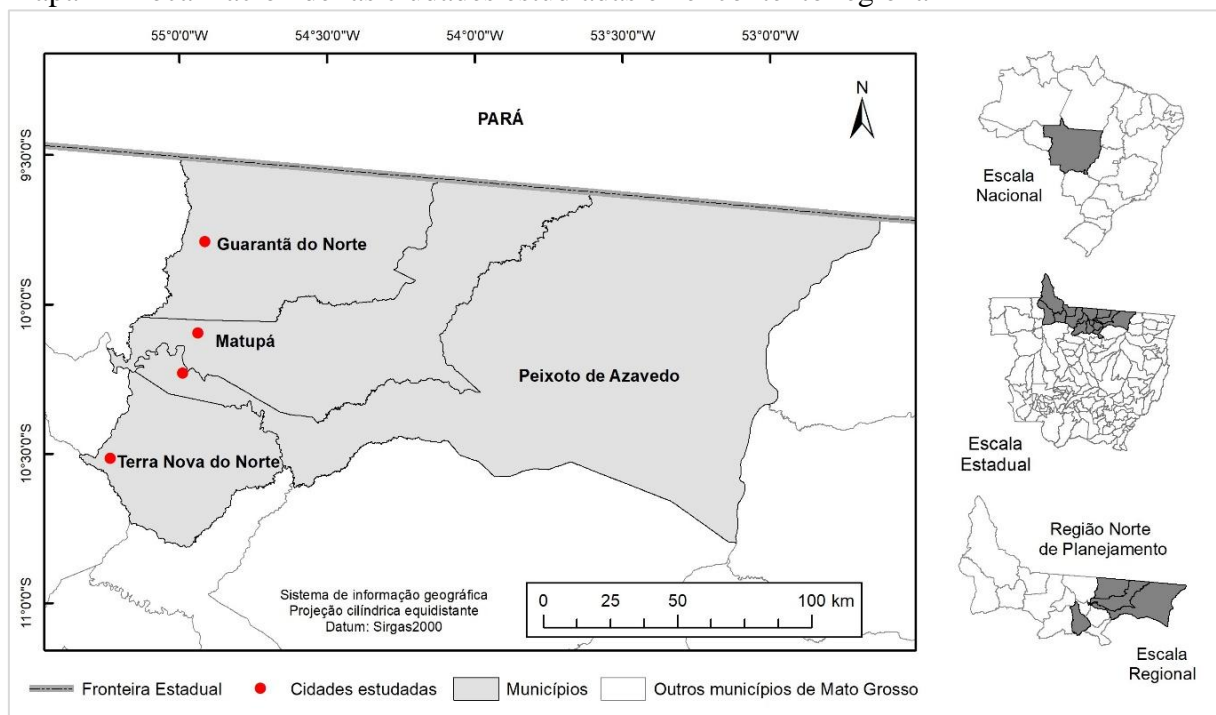 55°0'0"W
54°30'0"W
54°0'0"W
53°30'0"W
53°0'0"W
9°30'0"S
10°0'0"S
10°30'0"S
11°0'0"S
N
PARÁ
Guarantã do Norte
Matupá
Peixoto de Azavedo
Terra Nova do Norte
Sistema de informação geográfica
Projeção cilíndrica equidistante
Datum: Sirgas2000
0 25 50 100 km
Escala
Nacional
Escala
Estadual
Região Norte
de Planejamento
Escala
Regional
Fronteira Estadual
Cidades estudadas
Municípios
Outros municípios de Mato Grosso